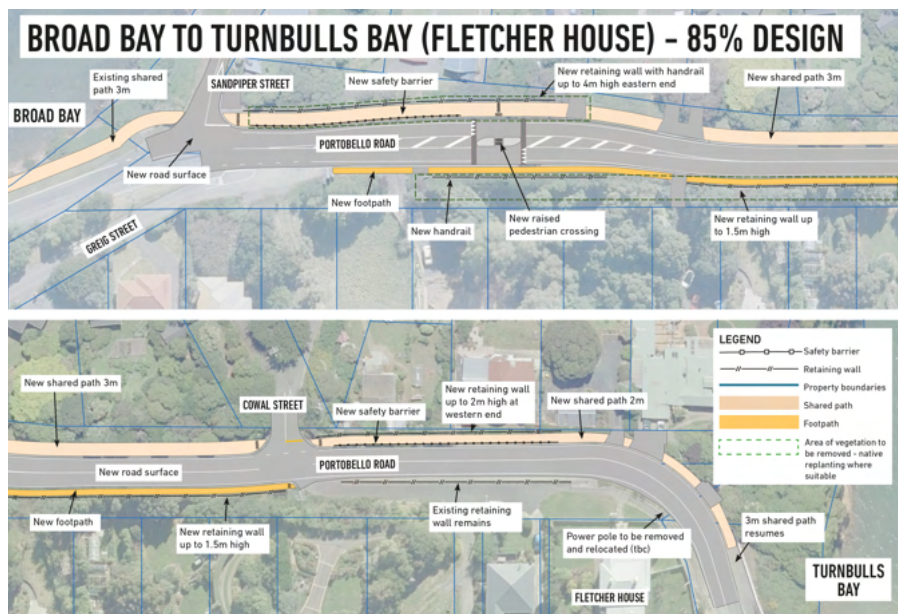 BROAD BAY TO TURNBULLS BAY (FLETCHER HOUSE) – 85% DESIGN
Existing shared
path 3m
SANDPIPER STREET
New safety barrier
New retaining wall with handrail
up to 4m high eastern end
New shared path 3m
BROAD BAY
PORTOBELLO ROAD
New road surface
New footpath
GREIG STREET
New handrail
New raised
pedestrian crossing
New retaining wall up
to 1.5m high
New shared path 3m
COWAL STREET
New safety barrier
New retaining wall
up to 2m high at
western end
New shared path 2m
LEGEND
Safety barrier
Retaining wall
Property boundaries
Shared path
Footpath
Area of vegetation to
be removed - native
replanting where
suitable
New road surface
PORTOBELLO ROAD
New footpath
New retaining wall
up to 1.5m high
Existing retaining
wall remains
Power pole to be removed
and relocated (tbc)
3m shared path
resumes
FLETCHER HOUSE
TURNBULLS
BAY